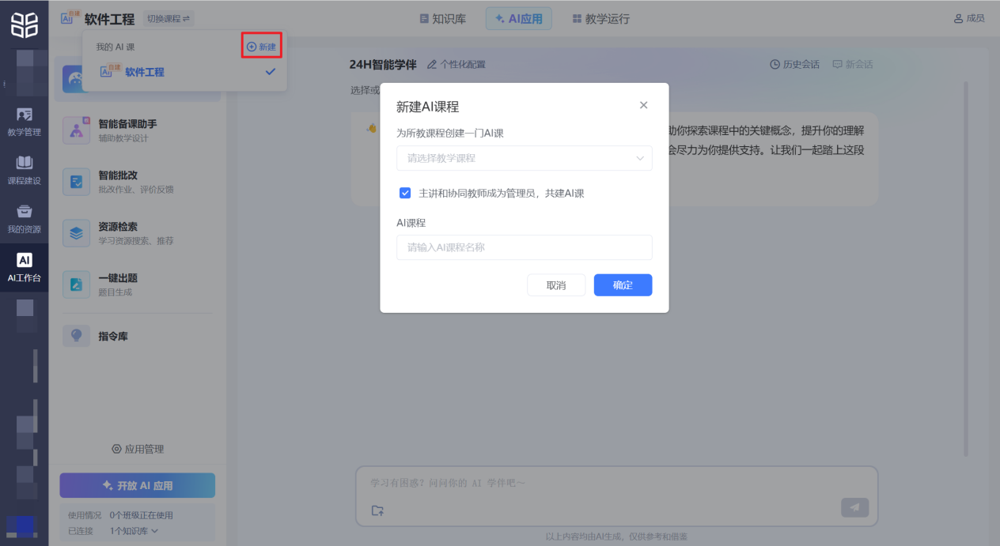 自建
软件工程
切换课程
知识库
AI应用
教学运行
成员
我的 AI 课
新建
自建
软件工程
24H智能学伴
个性化配置
历史会话
新会话
选择或
新建AI课程
为所教课程创建一门AI课
请选择教学课程
主讲和协同教师成为管理员，共建AI课
AI课程
请输入AI课程名称
取消
确定
助你探索课程中的关键概念，提升你的理解
会尽力为你提供支持。让我们一起踏上这段
教学管理
课程建设
我的资源
AI
AI工作台
智能备课助手
辅助教学设计
智能批改
批改作业、评价反馈
资源检索
学习资源搜索、推荐
一键出题
题目生成
指令库
应用管理
开放 AI 应用
使用情况 0个班级正在使用
已连接 1个知识库
学习有困惑？问问你的 AI 学伴吧～
以上内容均由AI生成，仅供参考和借鉴